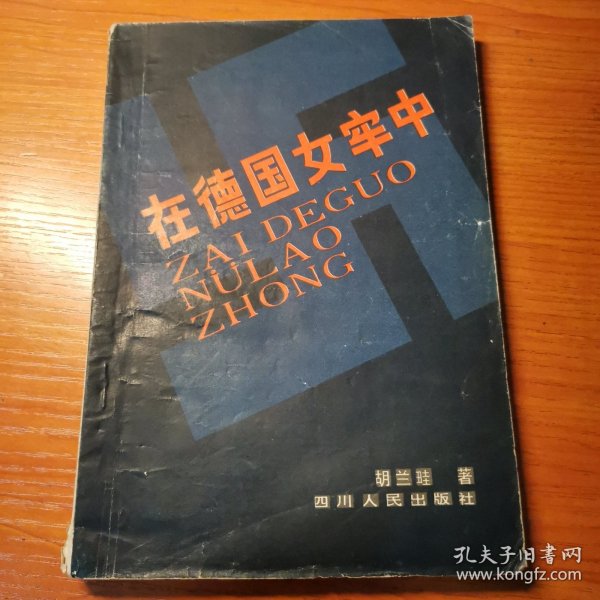 在德国女牢中
ZAI DEGUO
NÜLAO
ZHONG
胡兰畦 著
四川人民出版社
孔夫子旧书网
www.kongfz.com